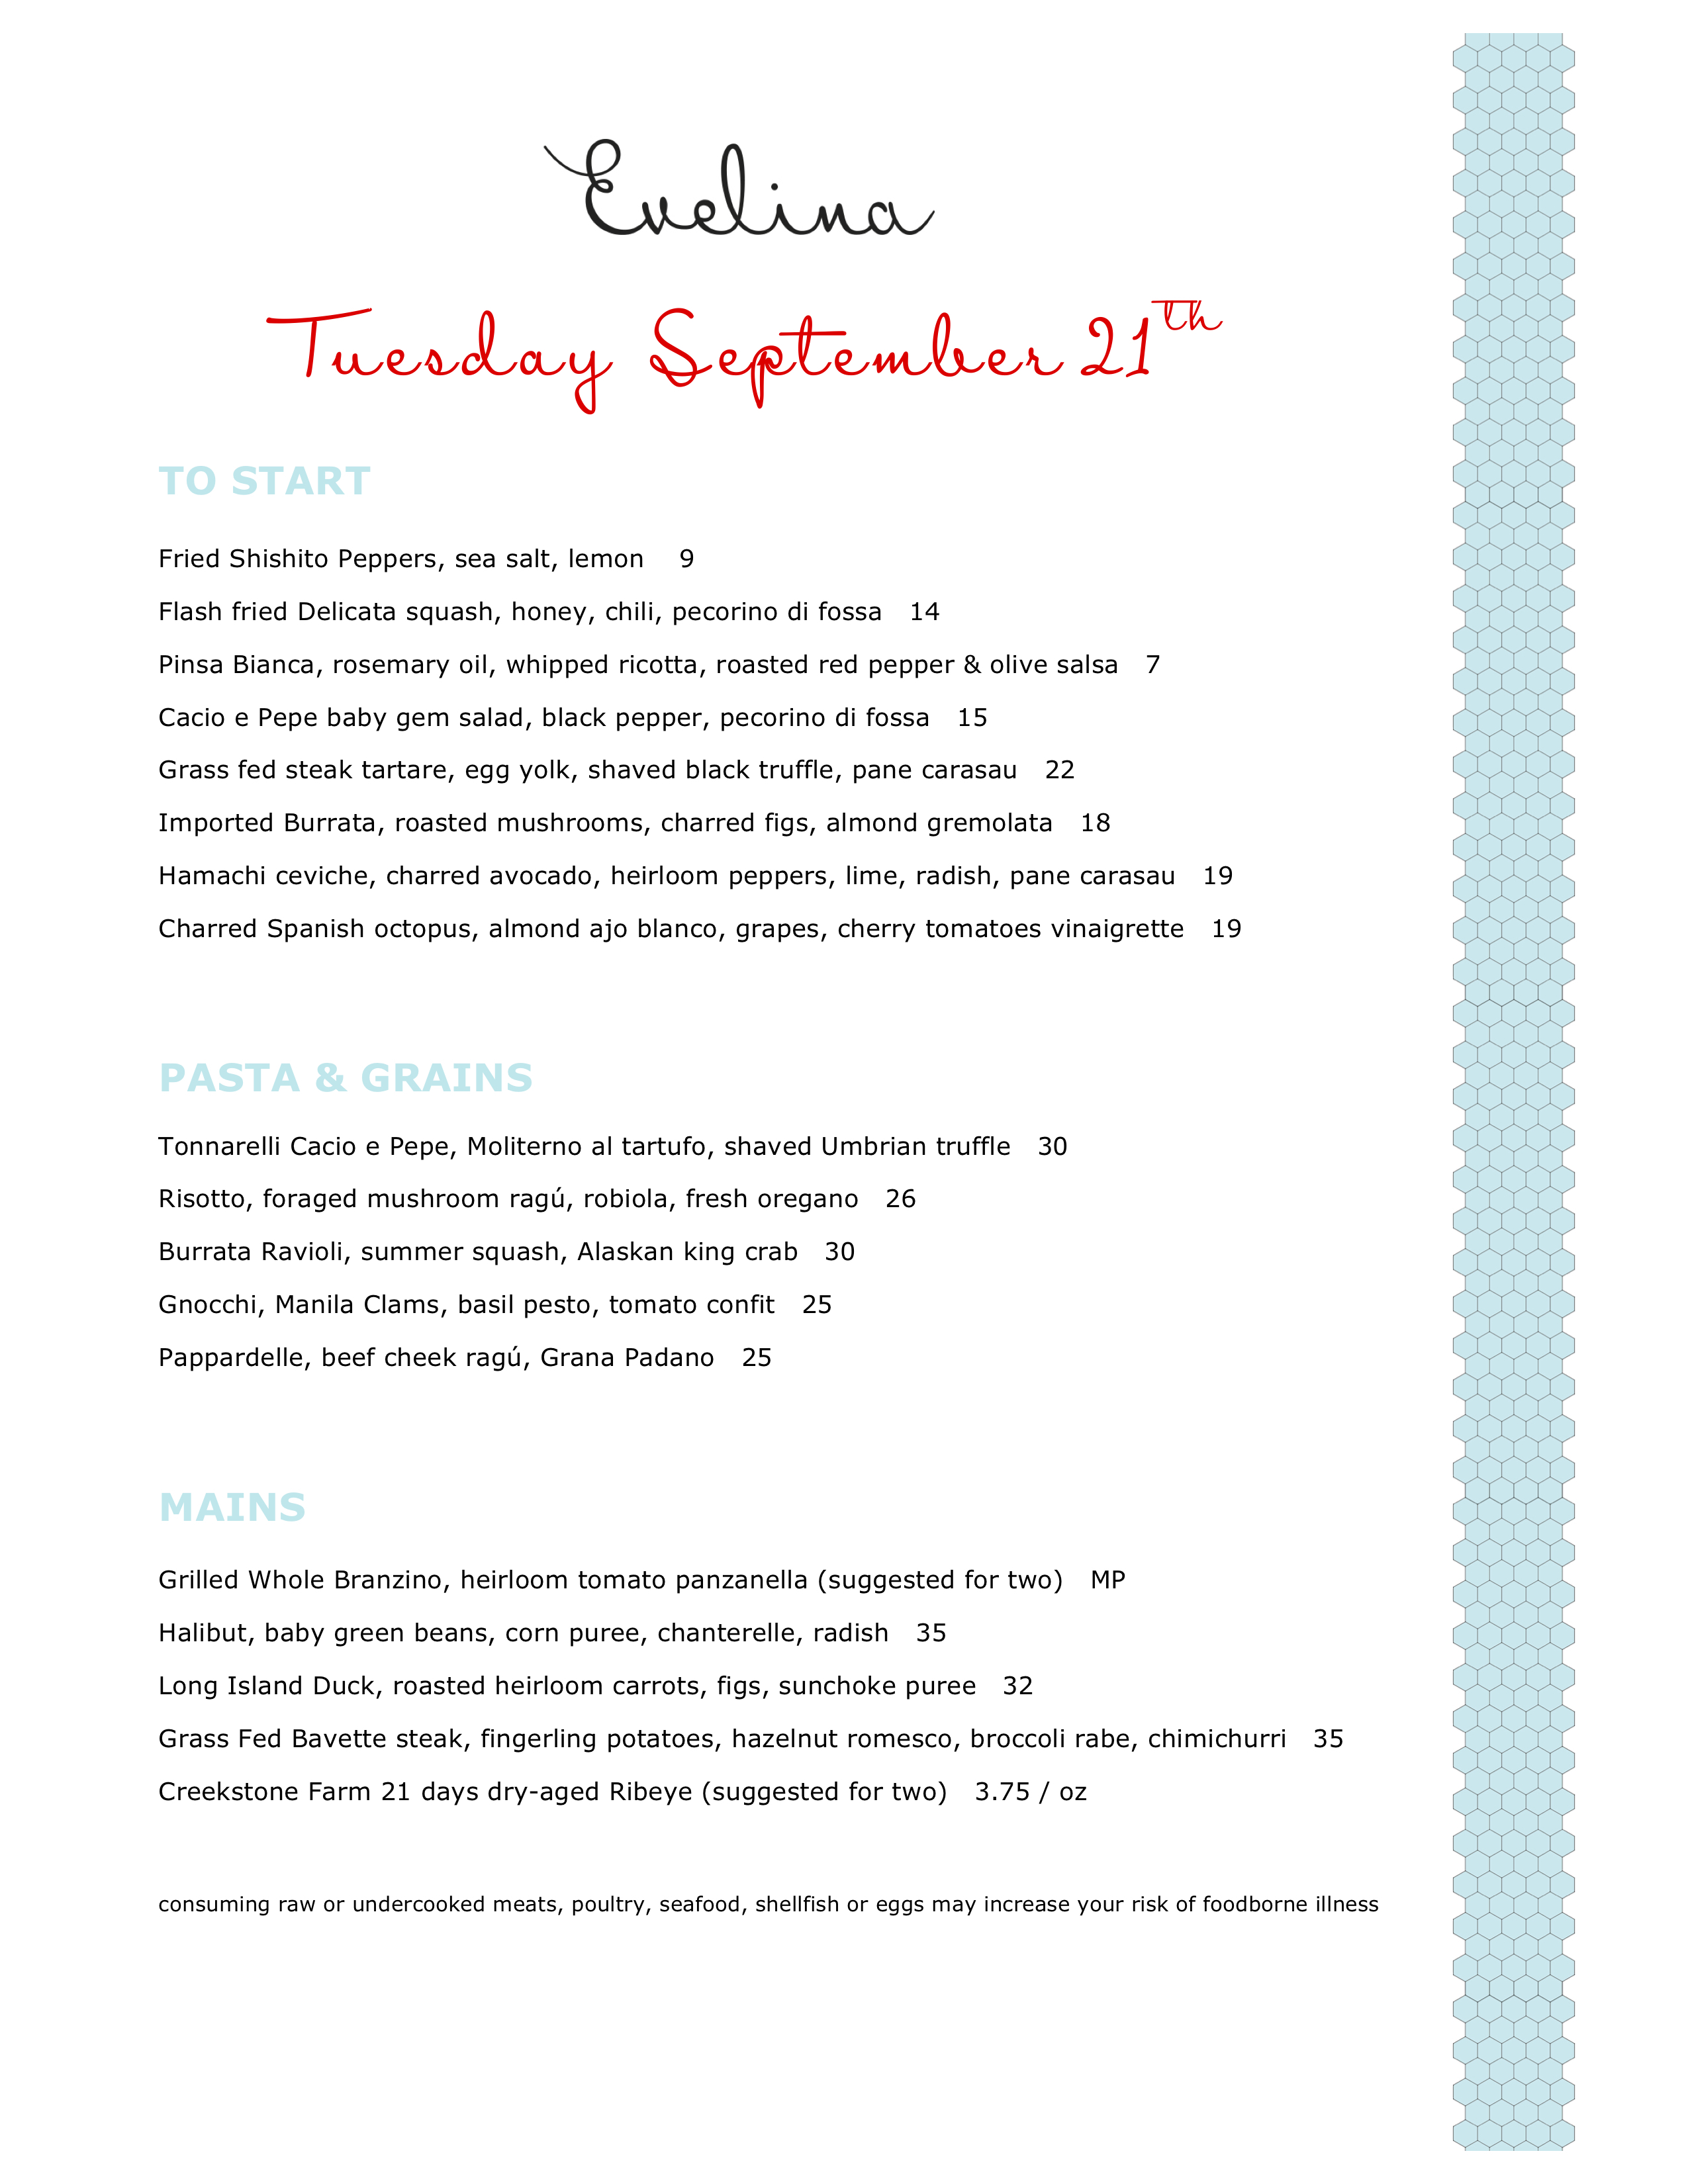 Evelina
Tuesday September 21th
TO START
Fried Shishito Peppers, sea salt, lemon 9
Flash fried Delicata squash, honey, chili, pecorino di fossa 14
Pinsa Bianca, rosemary oil, whipped ricotta, roasted red pepper & olive salsa 7
Cacio e Pepe baby gem salad, black pepper, pecorino di fossa 15
Grass fed steak tartare, egg yolk, shaved black truffle, pane carasau 22
Imported Burrata, roasted mushrooms, charred figs, almond gremolata 18
Hamachi ceviche, charred avocado, heirloom peppers, lime, radish, pane carasau 19
Charred Spanish octopus, almond ajo blanco, grapes, cherry tomatoes vinaigrette 19
PASTA & GRAINS
Tonnarelli Cacio e Pepe, Moliterno al tartufo, shaved Umbrian truffle 30
Risotto, foraged mushroom ragú, robiola, fresh oregano 26
Burrata Ravioli, summer squash, Alaskan king crab 30
Gnocchi, Manila Clams, basil pesto, tomato confit 25
Pappardelle, beef cheek ragú, Grana Padano 25
MAINS
Grilled Whole Branzino, heirloom tomato panzanella (suggested for two) MP
Halibut, baby green beans, corn puree, chanterelle, radish 35
Long Island Duck, roasted heirloom carrots, figs, sunchoke puree 32
Grass Fed Bavette steak, fingerling potatoes, hazelnut romesco, broccoli rabe, chimichurri 35
Creekstone Farm 21 days dry-aged Ribeye (suggested for two) 3.75 / oz
consuming raw or undercooked meats, poultry, seafood, shellfish or eggs may increase your risk of foodborne illness